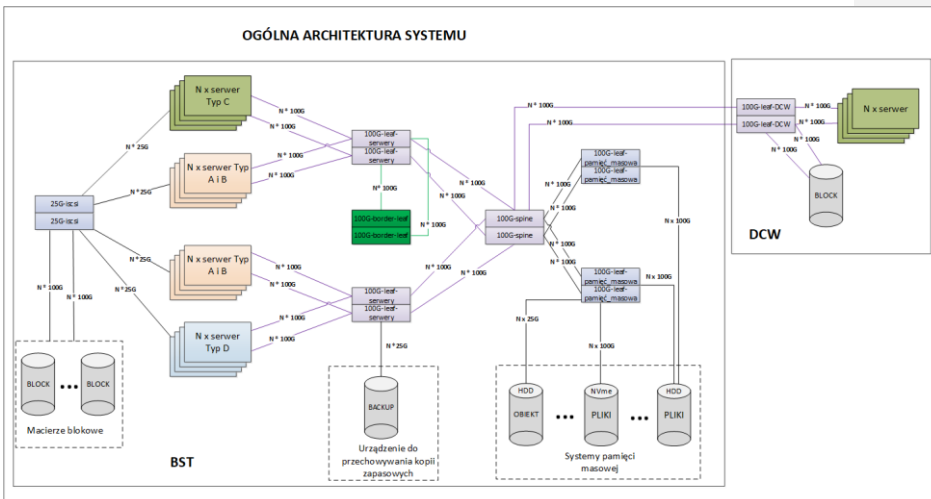 OGÓLNA ARCHITEKTURA SYSTEMU
N x serwer
Typ C
N * 100G
N * 100G
N * 25G
N x serwer Typ
A i B
N * 100G
N * 100G
N * 25G
100G-leaf-
serwery
100G-leaf-
serwery
N * 100G
N * 100G
N * 100G
N * 100G
25G-iscsi
25G-iscsi
100G-border-leaf
100G-border-leaf
N x serwer Typ
A i B
N * 25G
N * 100G
N * 100G
N * 25G
N * 100G
N * 100G
N x serwer
Typ D
N * 100G
N * 100G
100G-leaf-
serwery
100G-leaf-
serwery
N * 100G
N * 100G
N * 25G
100G-spine
100G-spine
N * 100G
N * 100G
100G-leaf-
pamięć_masowa
100G-leaf-
pamięć_masowa
N * 100G
N * 100G
N * 100G
N * 100G
N x 100G
100G-leaf-
pamięć_masowa
100G-leaf-
pamięć_masowa
N x 100G
N x 25G
N x 100G
BLOCK
BLOCK
Macierze blokowe
BST
BACKUP
Urządzenie do
przechowywania kopii
zapasowych
HDD
OBIEKT
NVme
PLIKI
HDD
PLIKI
Systemy pamięci
masowej
100G-leaf-DCW
100G-leaf-DCW
N * 100G
N * 100G
N x serwer
N * 100G
N * 100G
BLOCK
DCW